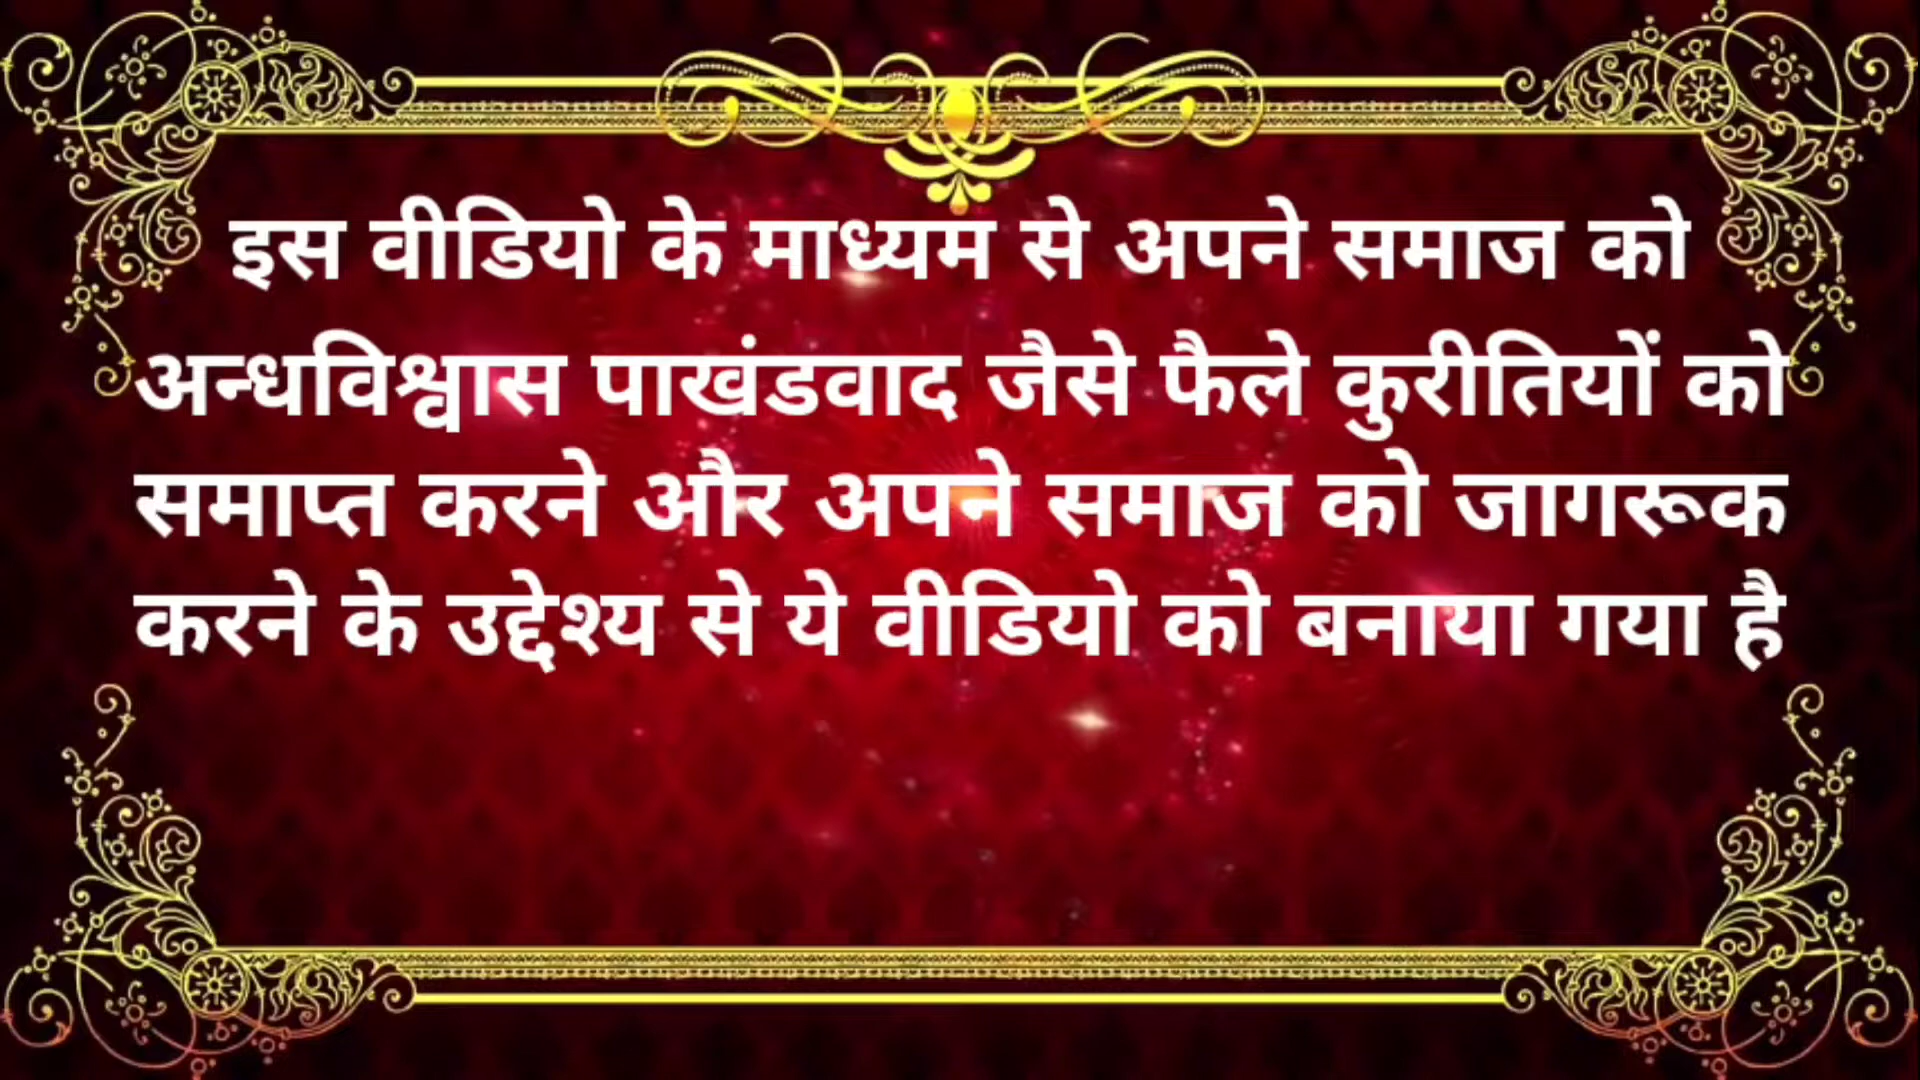 इस वीडियो के माध्यम से अपने समाज को
अन्धविश्वास पाखंडवाद जैसे फैले कुरीतियों को
समाप्त करने और अपने समाज को जागरूक
करने के उद्देश्य से ये वीडियो को बनाया गया है